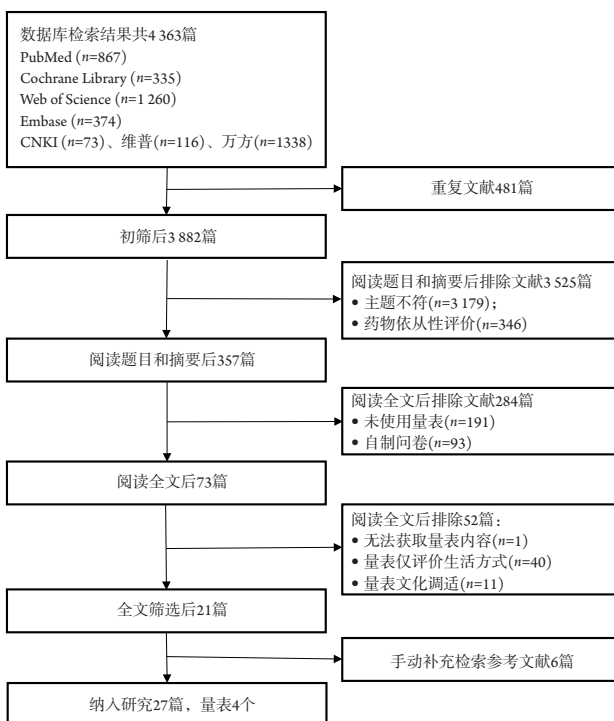 数据库检索结果共4 363篇
PubMed (n=867)
Cochrane Library (n=335)
Web of Science (n=1 260)
Embase (n=374)
CNKI (n=73)、维普(n=116)、万方(n=1338)
重复文献481篇
初筛后3 882篇
阅读题目和摘要后排除文献3 525篇
• 主题不符(n=3 179)；
• 药物依从性评价(n=346)
阅读题目和摘要后357篇
阅读全文后排除文献284篇
• 未使用量表(n=191)
• 自制问卷(n=93)
阅读全文后73篇
阅读全文后排除52篇：
• 无法获取量表内容(n=1)
• 量表仅评价生活方式(n=40)
• 量表文化调适(n=11)
全文筛选后21篇
手动补充检索参考文献6篇
纳入研究27篇，量表4个